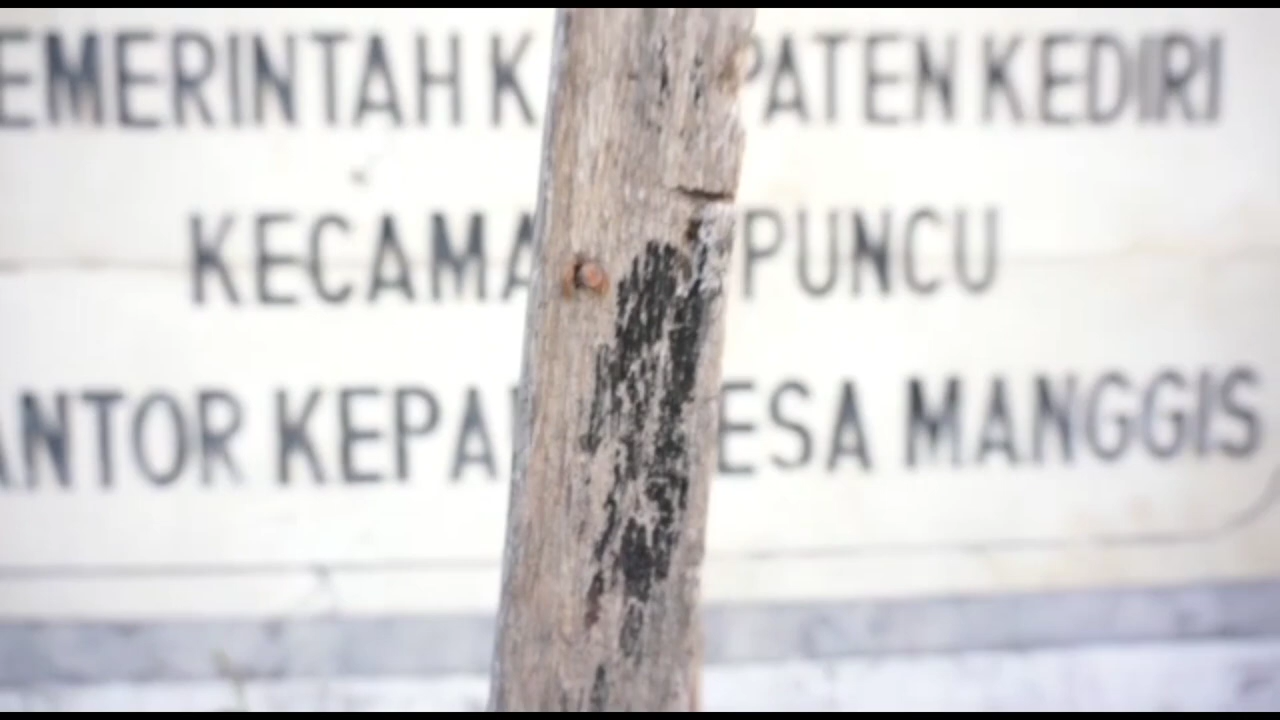 EMERINTAH K PATEN KEDIRI
KECAMA PUNCU
ANTOR KEPA ESA MANGGIS